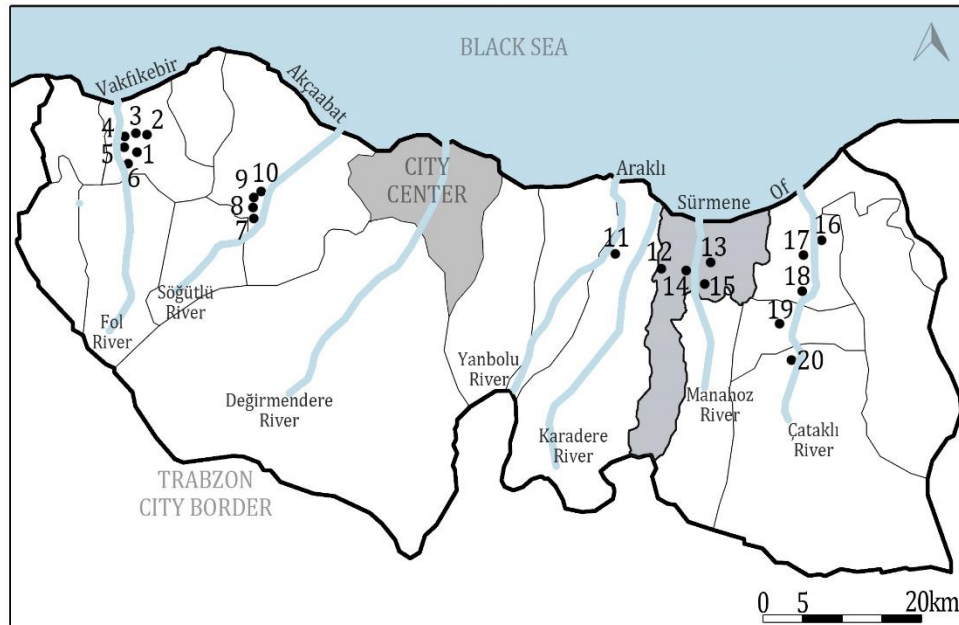 BLACK SEA
Vakfıkebir
Akçaabat
CITY
CENTER
Araklı
Sürmene
Of
3 2
4
5 1
6
9 10
8
7
11
12
13
14 15
16
17
18
19
20
Söğütlü
River
Fol
River
Değirmendere
River
Yanbolu
River
Karadere
River
Manahoz
River
Çataklı
River
TRABZON
CITY BORDER
0 5 20km